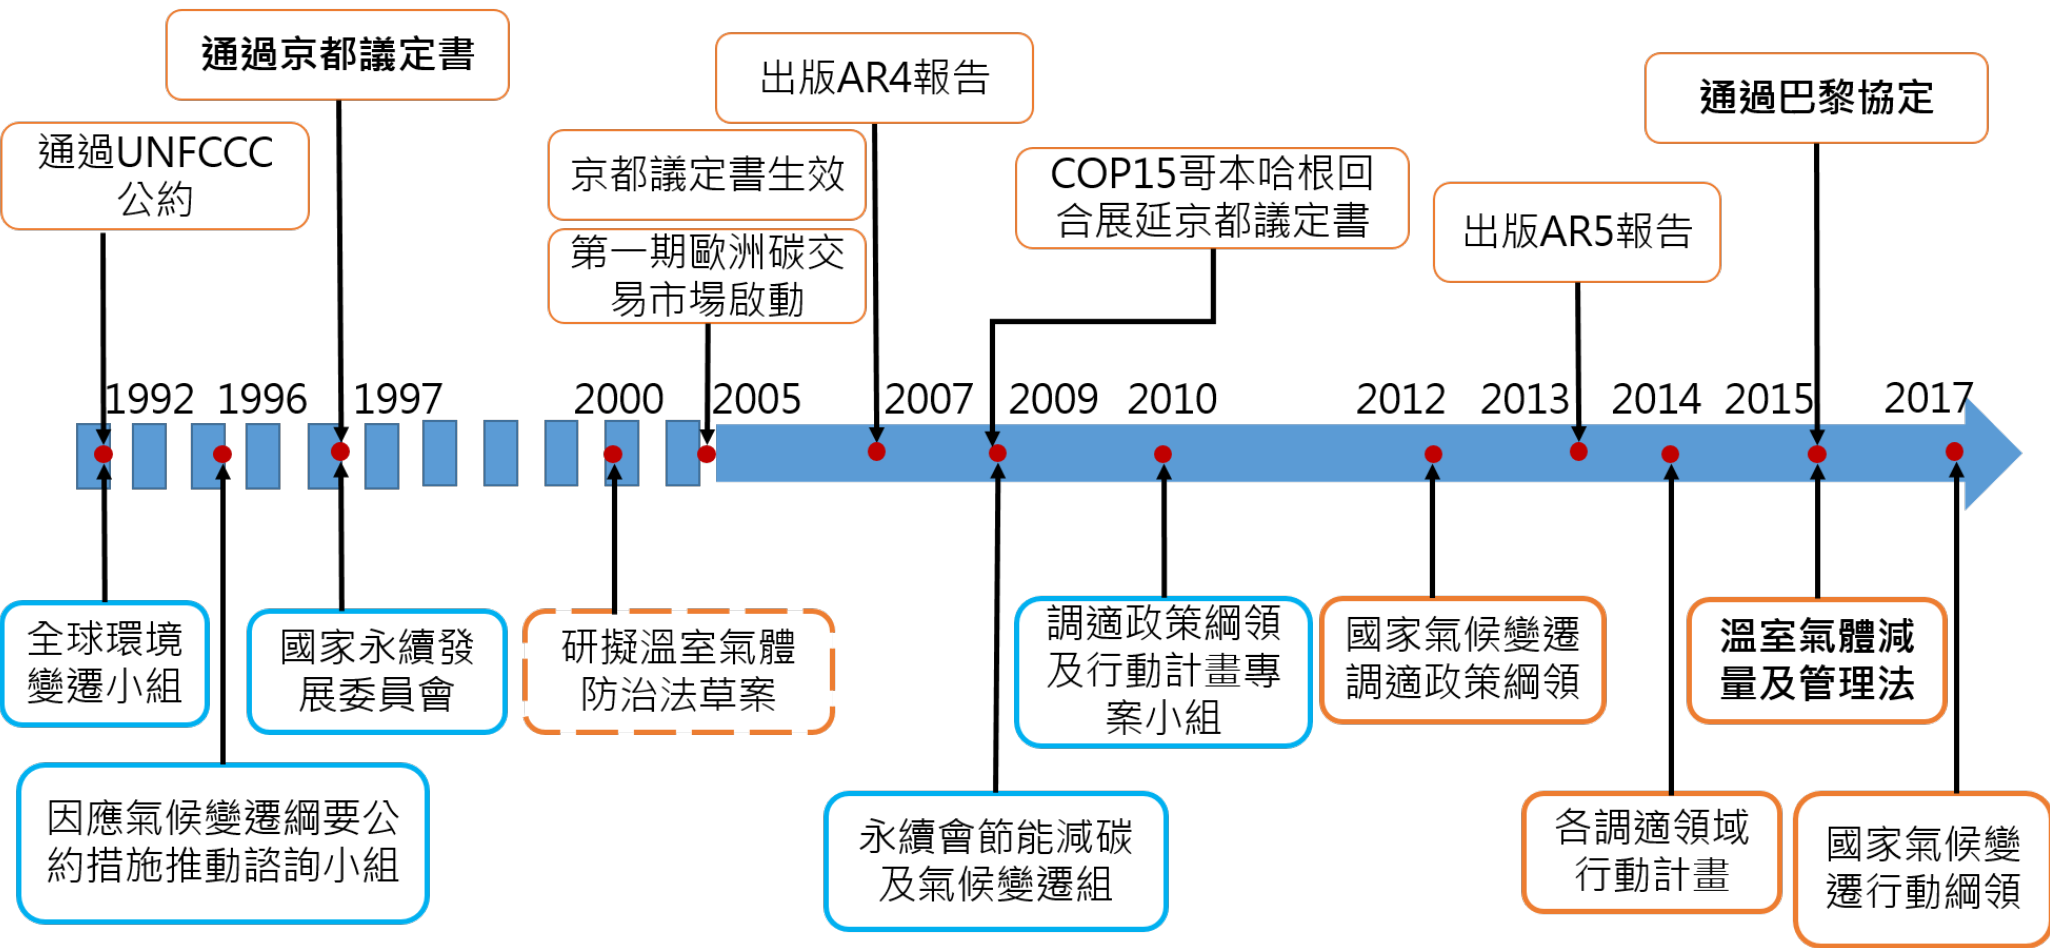 通過京都議定書
出版AR4報告
通過巴黎協定
通過UNFCCC
公約
京都議定書生效
COP15哥本哈根回
合展延京都議定書
出版AR5報告
第一期歐洲碳交
易市場啟動
1992
1996
1997
2000
2005
2007
2009
2010
2012
2013
2014
2015
2017
全球環境
變遷小組
國家永續發
展委員會
研擬溫室氣體
防治法草案
調適政策綱領
及行動計畫專
案小組
國家氣候變遷
調適政策綱領
溫室氣體減
量及管理法
因應氣候變遷綱要公
約措施推動諮詢小組
永續會節能減碳
及氣候變遷組
各調適領域
行動計畫
國家氣候變
遷行動綱領